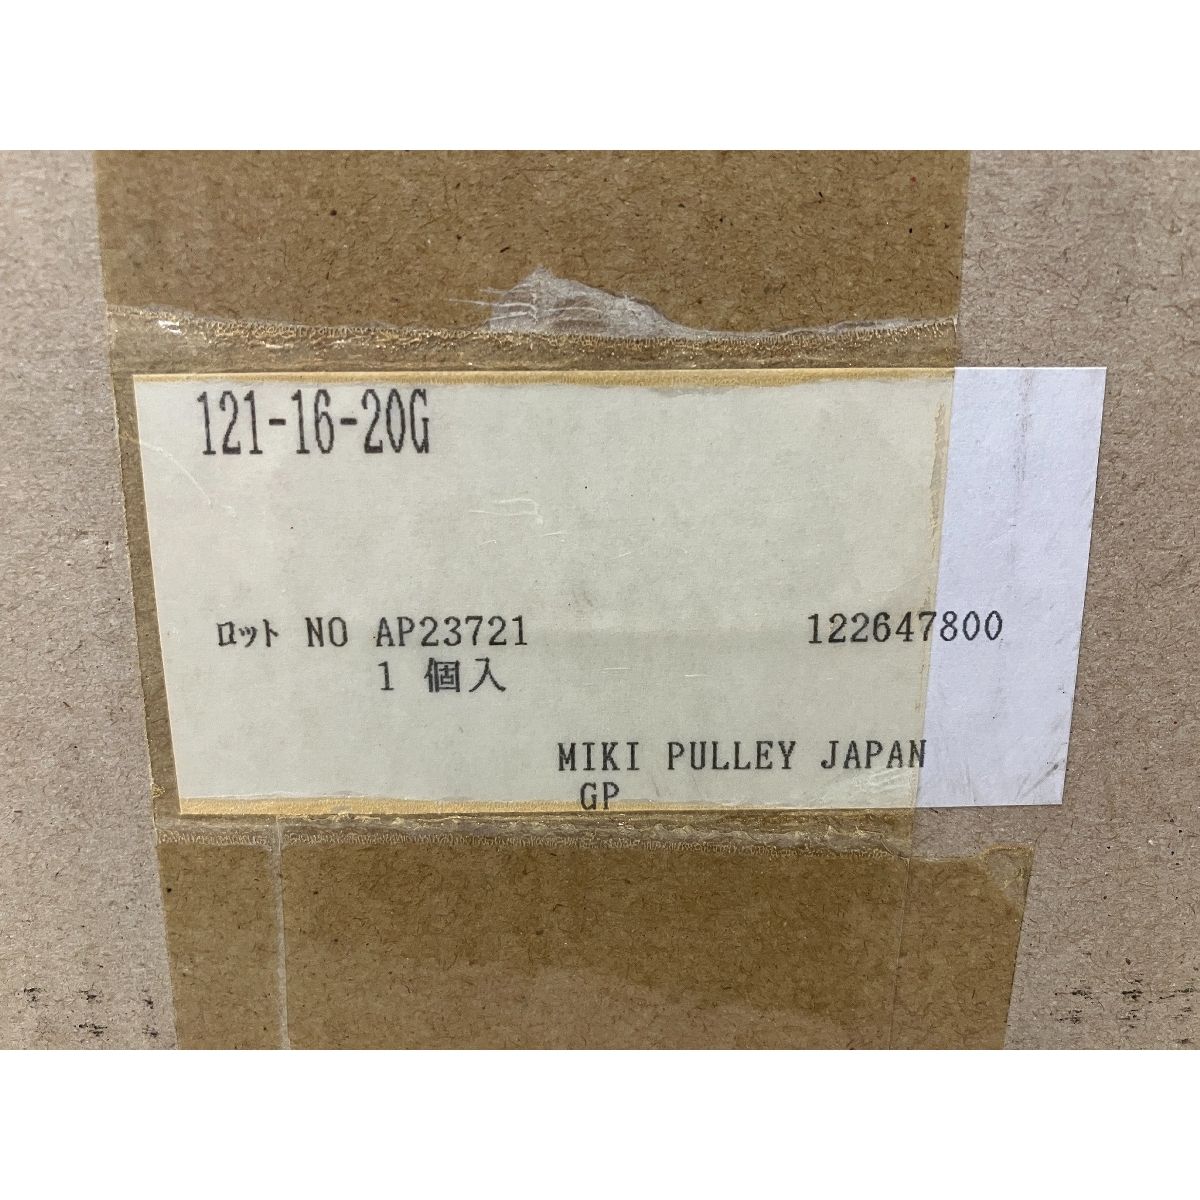 121-16-20G
ロット NO AP23721 122647800
1 個入
MIKI PULLEY JAPAN
GP